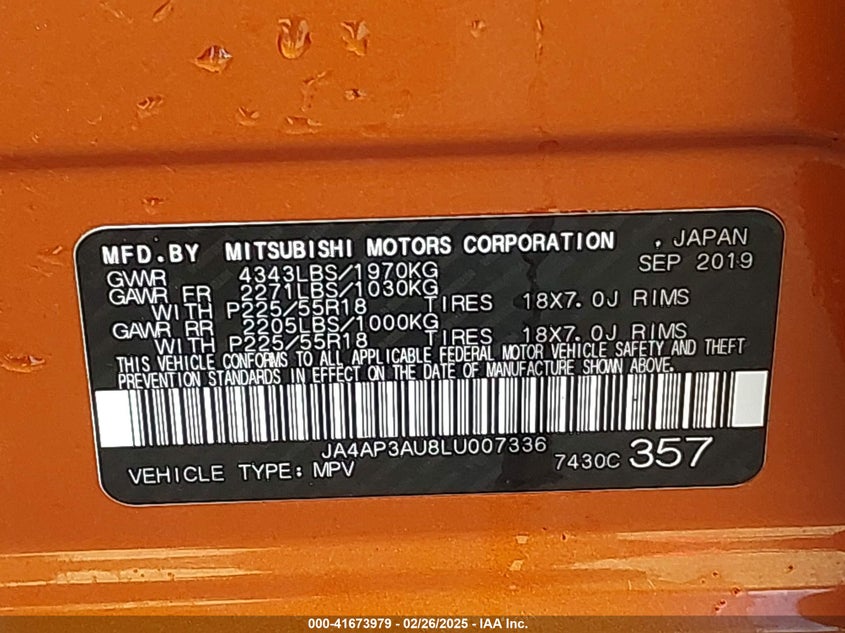 MFD.BY MITSUBISHI MOTORS CORPORATION , JAPAN
SEP 2019
GVWR 4343LBS/1970KG
GAWR FR 2271LBS/1030KG
WITH P225/55R18 TIRES 18X7.0J RIMS
GAWR RR 2205LBS/1000KG
WITH P225/55R18 TIRES 18X7.0J RIMS
THIS VEHICLE CONFORMS TO ALL APPLICABLE FEDERAL MOTOR VEHICLE SAFETY AND THEFT
PREVENTION STANDARDS IN EFFECT ON THE DATE OF MANUFACTURE SHOWN ABOVE.
JA4AP3AU8LU007336
VEHICLE TYPE: MPV 7430C 357
000-41673979 / 02/26/2025 - IAA Inc.